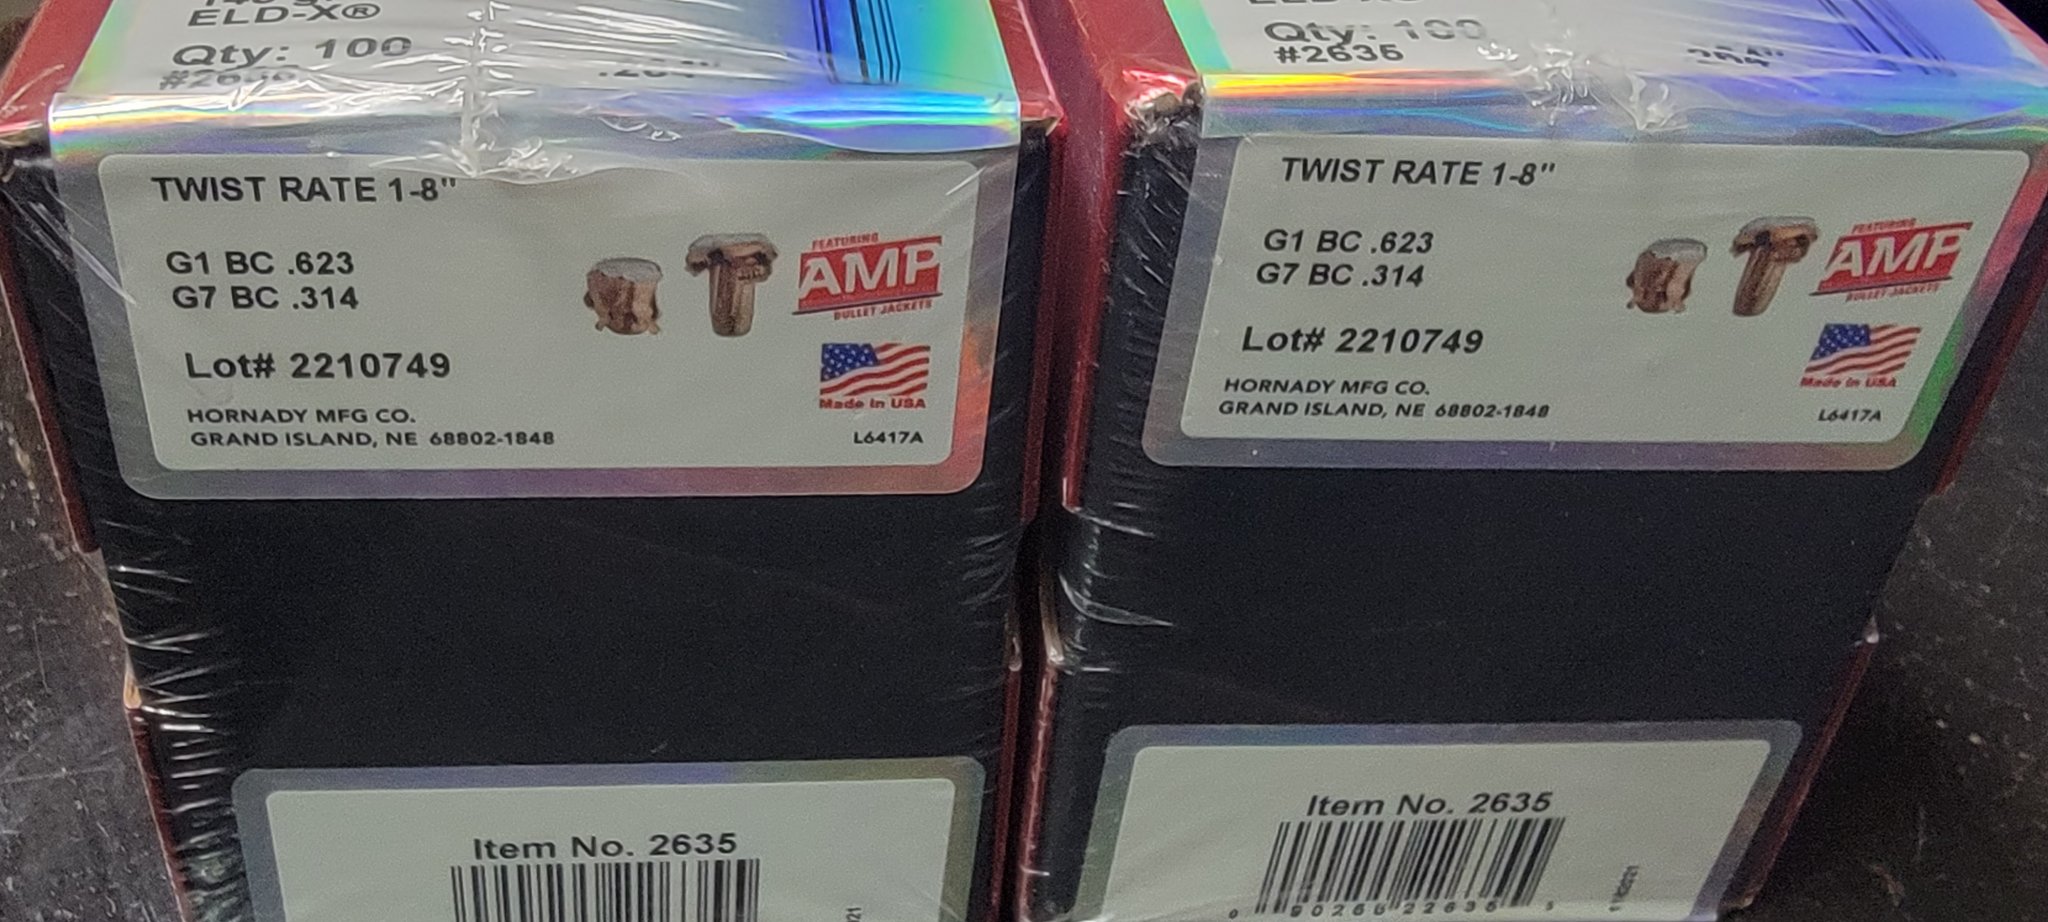 ELD-X®
Qty: 100
#2635
TWIST RATE 1-8"
G1 BC .623
G7 BC .314
Lot# 2210749
HORNADY MFG CO.
GRAND ISLAND, NE 68802-1848
FEATURING
AMP
BULLET JACKETS
Made in USA
L6417A
Item No. 2635
Qty: 100
#2635
.264"
TWIST RATE 1-8"
G1 BC .623
G7 BC .314
Lot# 2210749
HORNADY MFG CO.
GRAND ISLAND, NE 68802-1848
FEATURING
AMP
BULLET JACKETS
Made in USA
L6417A
Item No. 2635